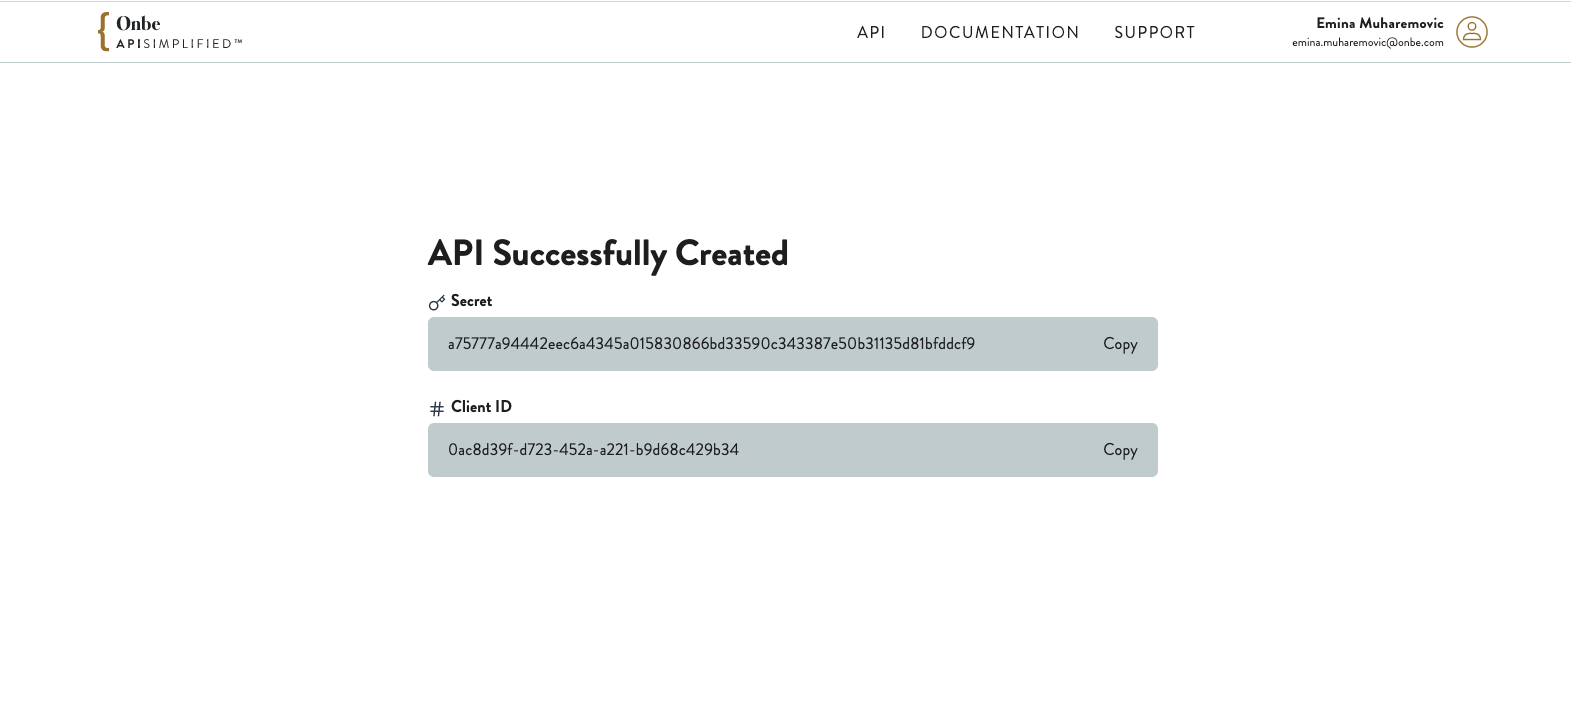 Onbe
APISIMPLIFIED™
API DOCUMENTATION SUPPORT
Emina Muharemovic
emina.muharemovic@onbe.com
API Successfully Created
Secret
a75777a94442eec6a4345a015830866bd33590c343387e50b31135d81bfddcf9 Copy
Client ID
0ac8d39f-d723-452a-a221-b9d68c429b34 Copy